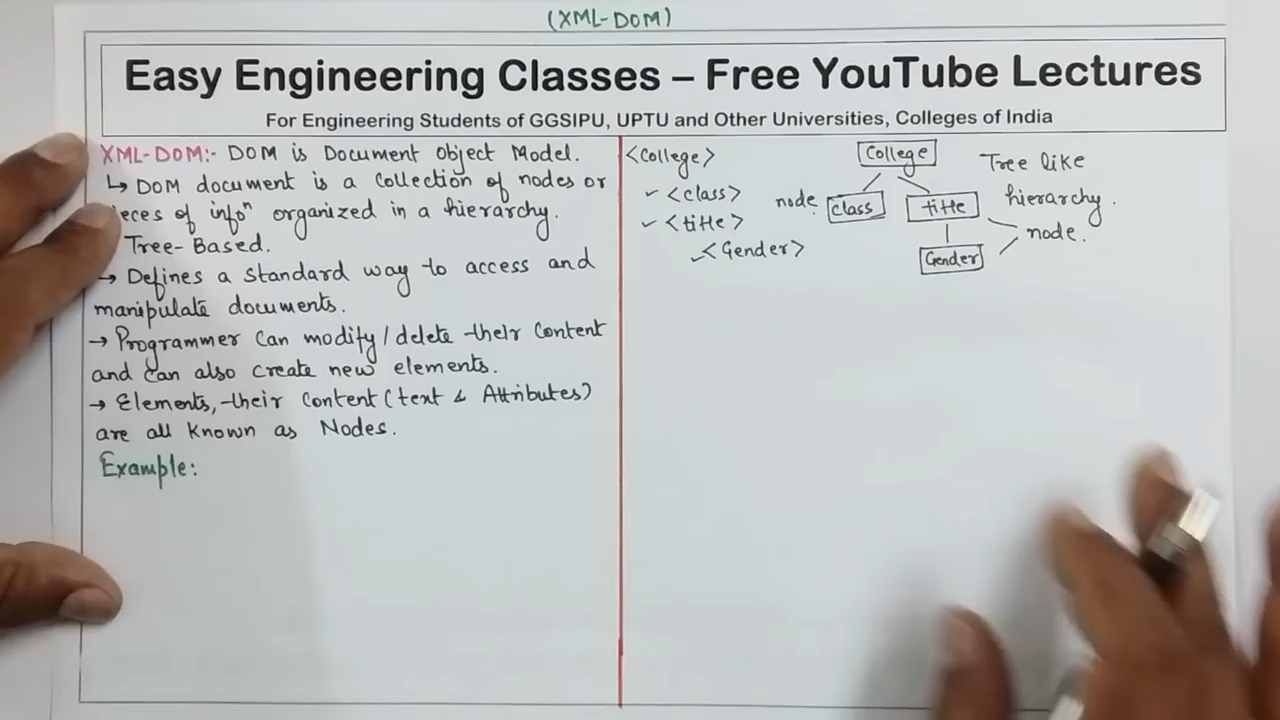 (XML-DOM)
Easy Engineering Classes – Free YouTube Lectures
For Engineering Students of GGSIPU, UPTU and Other Universities, Colleges of India
XML-DOM:- DOM is Document Object Model.
↳ DOM document is a collection of nodes or
ieces of infoⁿ organized in a hierarchy.
Tree-Based.
→ Defines a standard way to access and
manipulate documents.
→ Programmer can modify/delete their content
and can also create new elements.
→ Elements, their content (text & Attributes)
are all known as Nodes.
Example:
<College>
✓ <class>
✓ <title>
✓ <Gender>
College
node.
class
title
Gender
Tree like
hierarchy.
node.